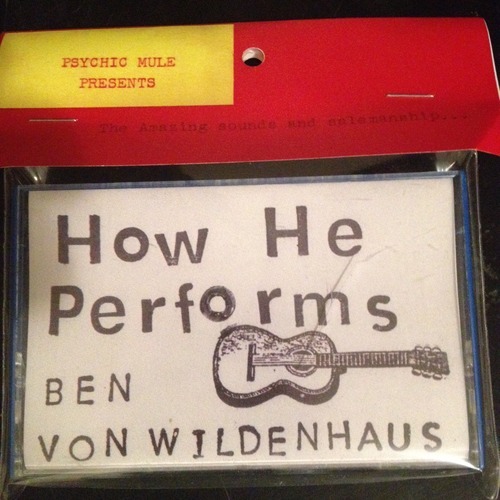 PSYCHIC MULE
PRESENTS
The Amazing sounds and salesmanship...
How He
Performs
BEN
VON WILDENHAUS